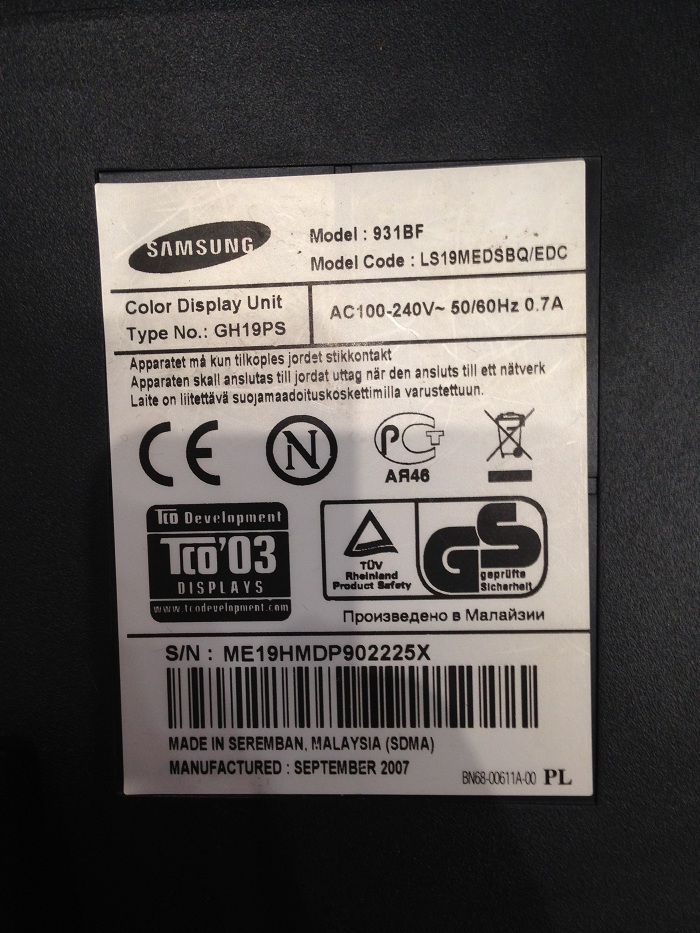 SAMSUNG
Model : 931BF
Model Code : LS19MEDSBQ/EDC
Color Display Unit
Type No.: GH19PS
AC100-240V~ 50/60Hz 0.7A
Apparatet må kun tilkoples jordet stikkontakt
Apparaten skall anslutas till jordat uttag när den ansluts till ett nätverk
Laite on liitettävä suojamaadoituskoskettimilla varustettuun.
CE
N
РСТ
АЯ46
TCO Development
TCO'03
DISPLAYS
www.tcodevelopment.com
TÜV
Rheinland
Product Safety
GS
geprüfte
Sicherheit
Произведено в Малайзии
S/N : ME19HMDP902225X
MADE IN SEREMBAN, MALAYSIA (SDMA)
MANUFACTURED : SEPTEMBER 2007
BN68-00611A-00 PL